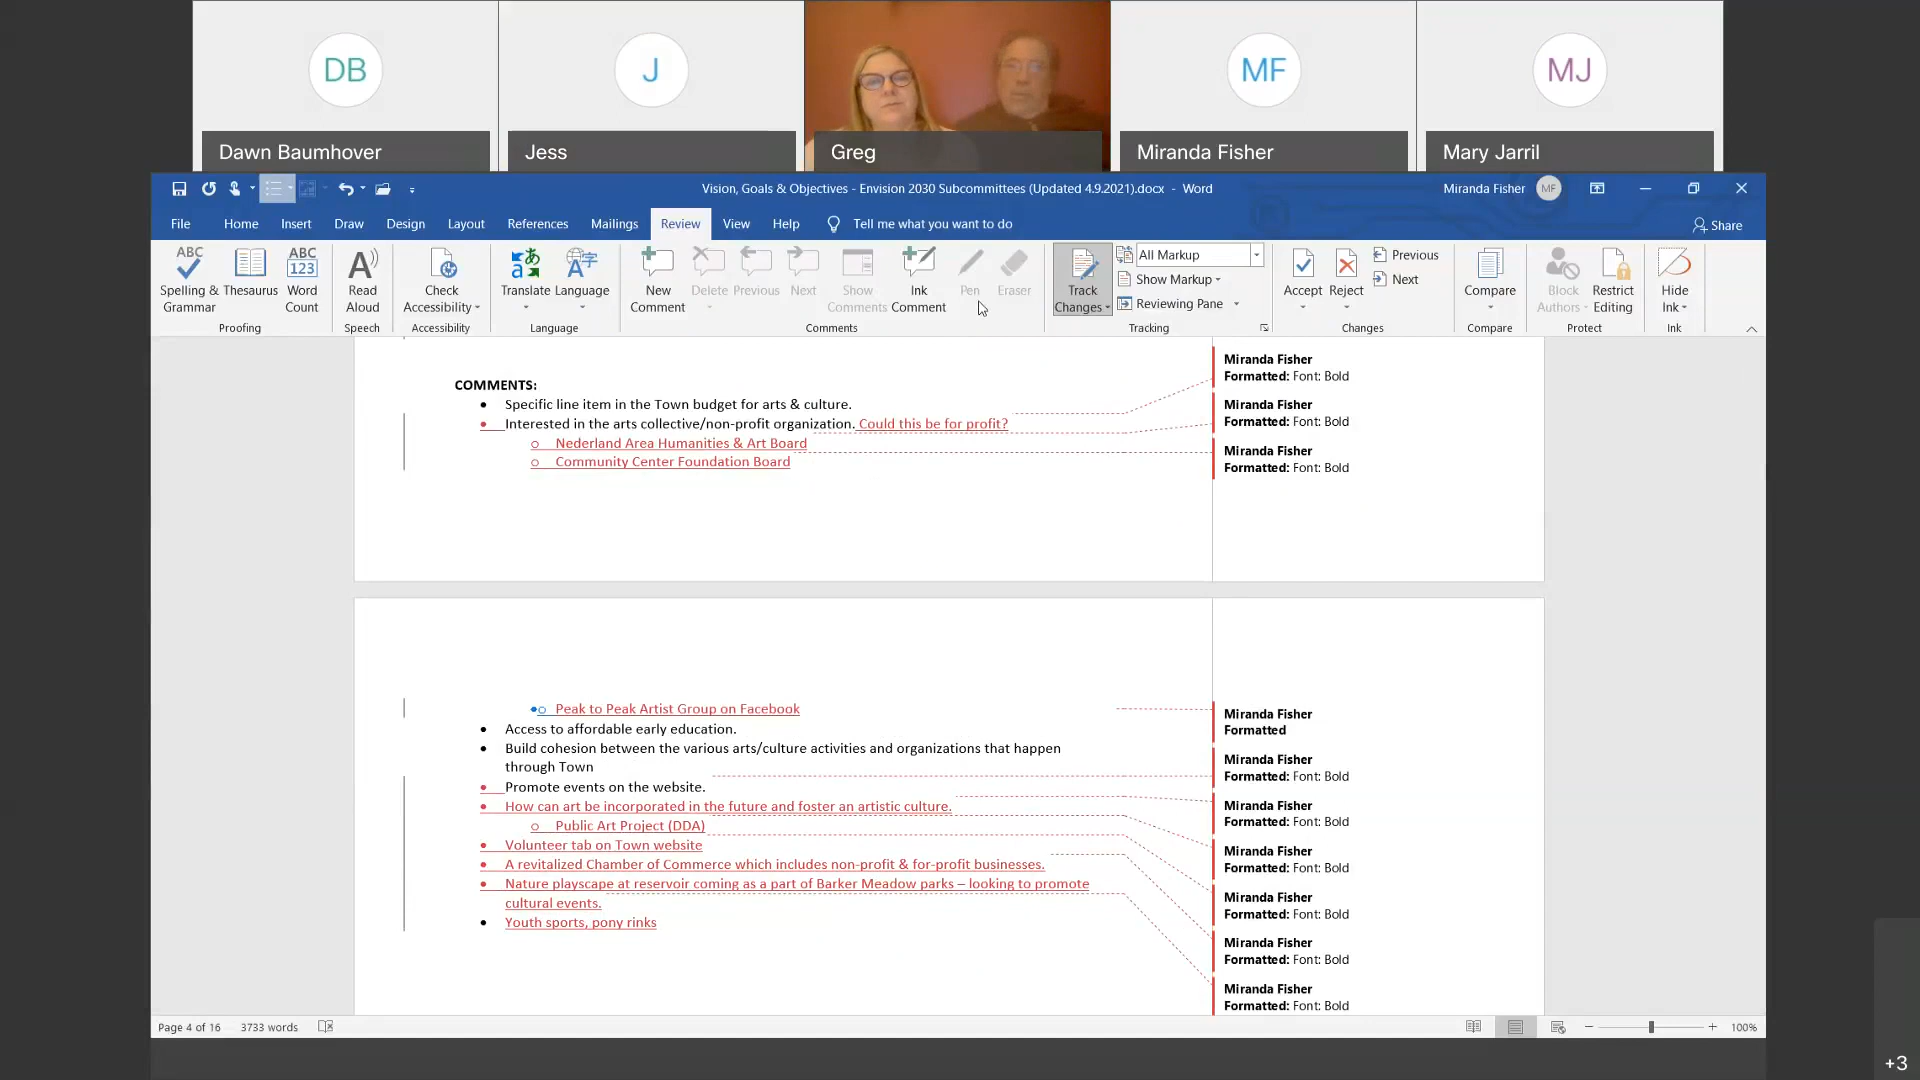 DB
J
MF
MJ
Dawn Baumhover
Jess
Greg
Miranda Fisher
Mary Jarril
Vision, Goals & Objectives - Envision 2030 Subcommittees (Updated 4.9.2021).docx - Word
Miranda Fisher
MF
File
Home
Insert
Draw
Design
Layout
References
Mailings
Review
View
Help
Tell me what you want to do
Share
ABC
Spelling &
Grammar
Thesaurus
ABC
123
Word
Count
Proofing
Read
Aloud
Speech
Check
Accessibility
Accessibility
Translate
Language
Language
New
Comment
Delete
Previous
Next
Show
Comments
Ink
Comment
Pen
Eraser
Comments
Track
Changes
All Markup
Show Markup
Reviewing Pane
Tracking
Accept
Reject
Previous
Next
Changes
Compare
Compare
Block
Authors
Restrict
Editing
Protect
Hide
Ink
Ink
COMMENTS:
• Specific line item in the Town budget for arts & culture.
• Interested in the arts collective/non-profit organization. Could this be for profit?
o Nederland Area Humanities & Art Board
o Community Center Foundation Board
Miranda Fisher
Formatted: Font: Bold
Miranda Fisher
Formatted: Font: Bold
Miranda Fisher
Formatted: Font: Bold
•o Peak to Peak Artist Group on Facebook
• Access to affordable early education.
• Build cohesion between the various arts/culture activities and organizations that happen
through Town
• Promote events on the website.
• How can art be incorporated in the future and foster an artistic culture.
o Public Art Project (DDA)
• Volunteer tab on Town website
• A revitalized Chamber of Commerce which includes non-profit & for-profit businesses.
• Nature playscape at reservoir coming as a part of Barker Meadow parks – looking to promote
cultural events.
• Youth sports, pony rinks
Miranda Fisher
Formatted
Miranda Fisher
Formatted: Font: Bold
Miranda Fisher
Formatted: Font: Bold
Miranda Fisher
Formatted: Font: Bold
Miranda Fisher
Formatted: Font: Bold
Miranda Fisher
Formatted: Font: Bold
Miranda Fisher
Formatted: Font: Bold
Page 4 of 16
3733 words
100%
+3